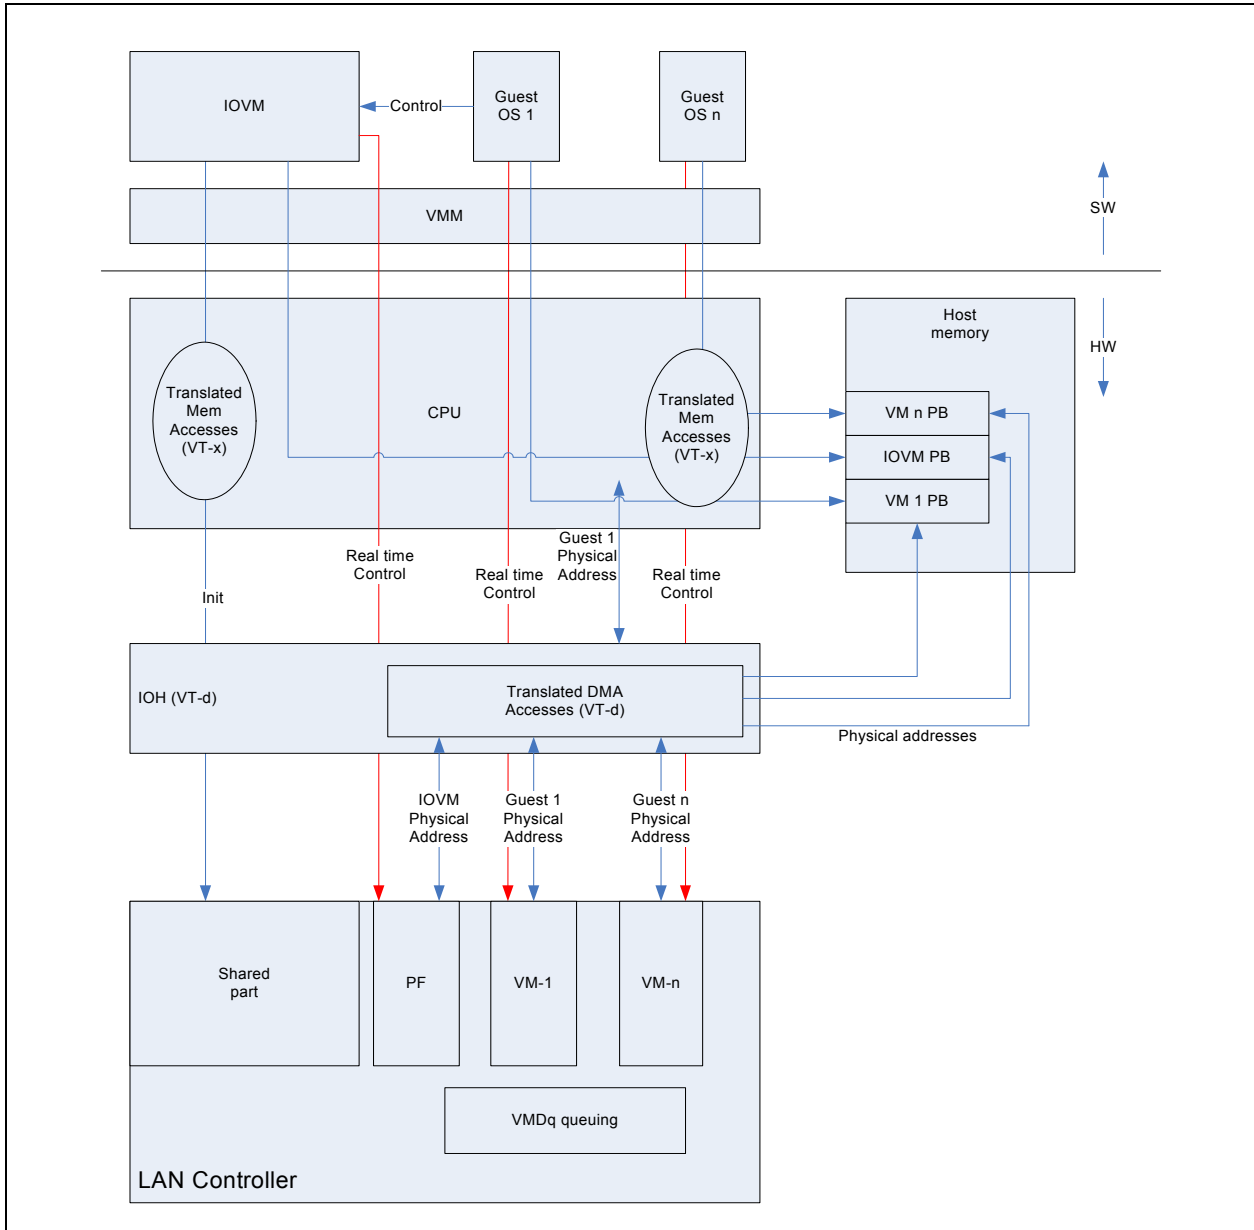 IOVM
Control
Guest
OS 1
Guest
OS n
VMM
SW
HW
Host
memory
Translated
Mem
Accesses
(VT-x)
CPU
Translated
Mem
Accesses
(VT-x)
VM n PB
IOVM PB
VM 1 PB
Guest 1
Physical
Address
Real time
Control
Real time
Control
Real time
Control
Init
IOH (VT-d)
Translated DMA
Accesses (VT-d)
Physical addresses
IOVM
Physical
Address
Guest 1
Physical
Address
Guest n
Physical
Address
Shared
part
PF
VM-1
VM-n
VMDq queuing
LAN Controller